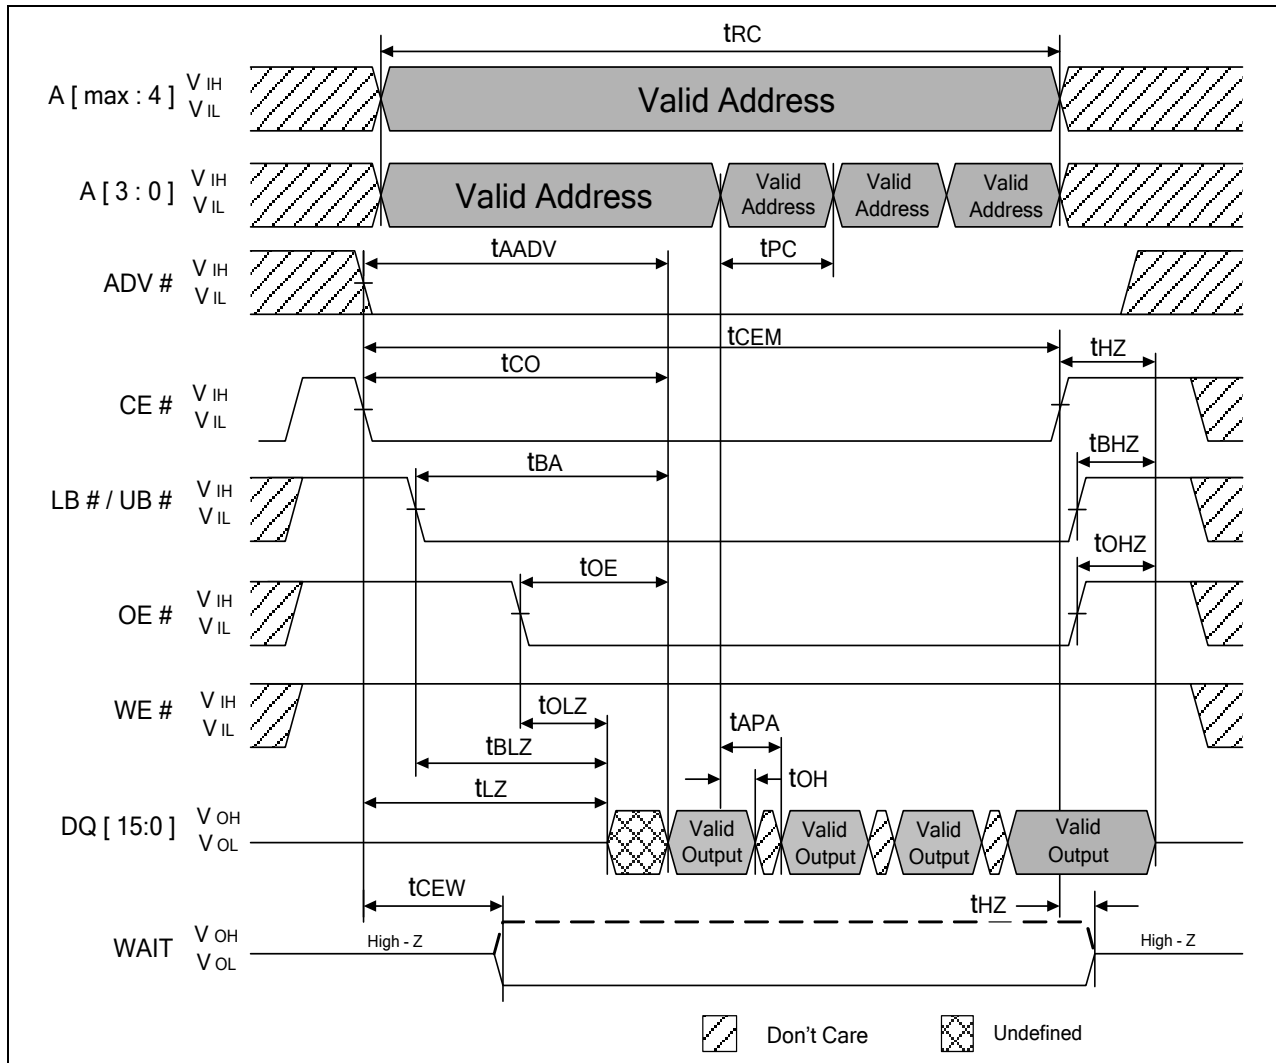 tRC
A [ max : 4 ] V IH
V IL
Valid Address
A [ 3 : 0 ] V IH
V IL
Valid Address
Valid Address
Valid Address
Valid Address
tAADV
tPC
ADV # V IH
V IL
tCEM
tCO
tHZ
CE # V IH
V IL
tBA
tBHZ
LB # / UB # V IH
V IL
tOE
tOHZ
OE # V IH
V IL
WE # V IH
V IL
tOLZ
tAPA
tBLZ
tOH
tLZ
DQ [ 15:0 ] V OH
V OL
Valid Output
Valid Output
Valid Output
Valid Output
tCEW
tHZ
WAIT V OH
V OL
High - Z
High - Z
Don't Care
Undefined